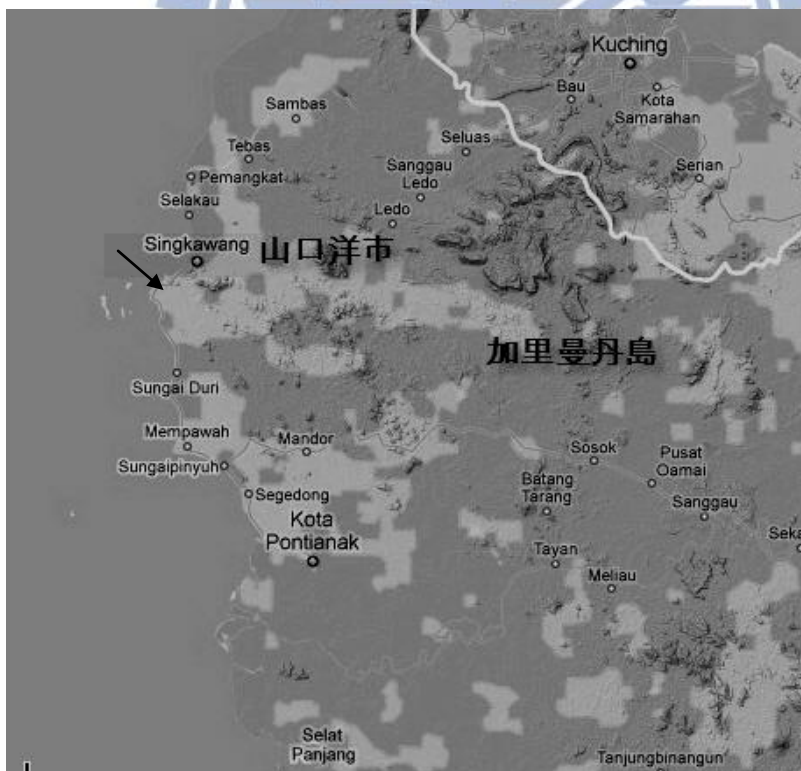 Kuching
Bau
Kota
Samarahan
Sambas
Tebas
Seluas
Pemangkat
Sanggau
Ledo
Serian
Selakau
Ledo
Singkawang
山口洋市
加里曼丹島
Sungai Duri
Mempawah
Mandor
Sosok
Pusat
Oamai
Sungaipinyuh
Batang
Tarang
Segedong
Sanggau
Kota
Pontianak
Seka
Tayan
Meliau
Selat
Panjang
Tanjungbinangun